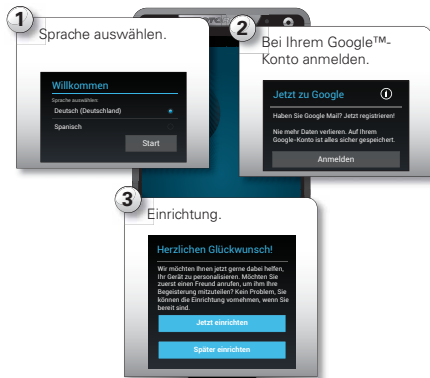 1
Sprache auswählen.
Willkommen
Sprache auswählen:
Deutsch (Deutschland)
Spanisch
Start
2
Bei Ihrem Google™-
Konto anmelden.
Jetzt zu Google
Haben Sie Google Mail? Jetzt registrieren!
Nie mehr Daten verlieren. Auf Ihrem
Google-Konto ist alles sicher gespeichert.
Anmelden
3
Einrichtung.
Herzlichen Glückwunsch!
Wir möchten Ihnen jetzt gerne dabei helfen,
Ihr Gerät zu personalisieren. Möchten Sie
zuerst einen Freund anrufen, um ihm Ihre
Begeisterung mitzuteilen? Kein Problem, Sie
können die Einrichtung vornehmen, wenn Sie
bereit sind.
Jetzt einrichten
Später einrichten